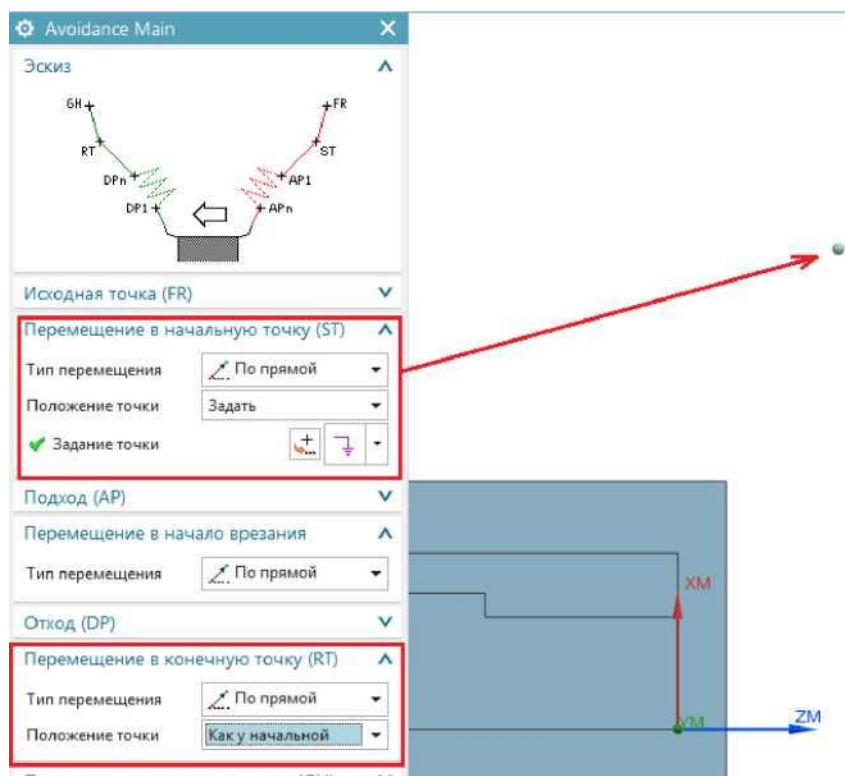 Avoidance Main
Эскиз
GH
FR
RT
ST
DPn
AP1
DP1
APn
Исходная точка (FR)
Перемещение в начальную точку (ST)
Тип перемещения По прямой
Положение точки Задать
Задание точки
Подход (AP)
Перемещение в начало врезания
Тип перемещения По прямой
XM
Отход (DP)
Перемещение в конечную точку (RT)
Тип перемещения По прямой
YM
ZM
Положение точки Как у начальной